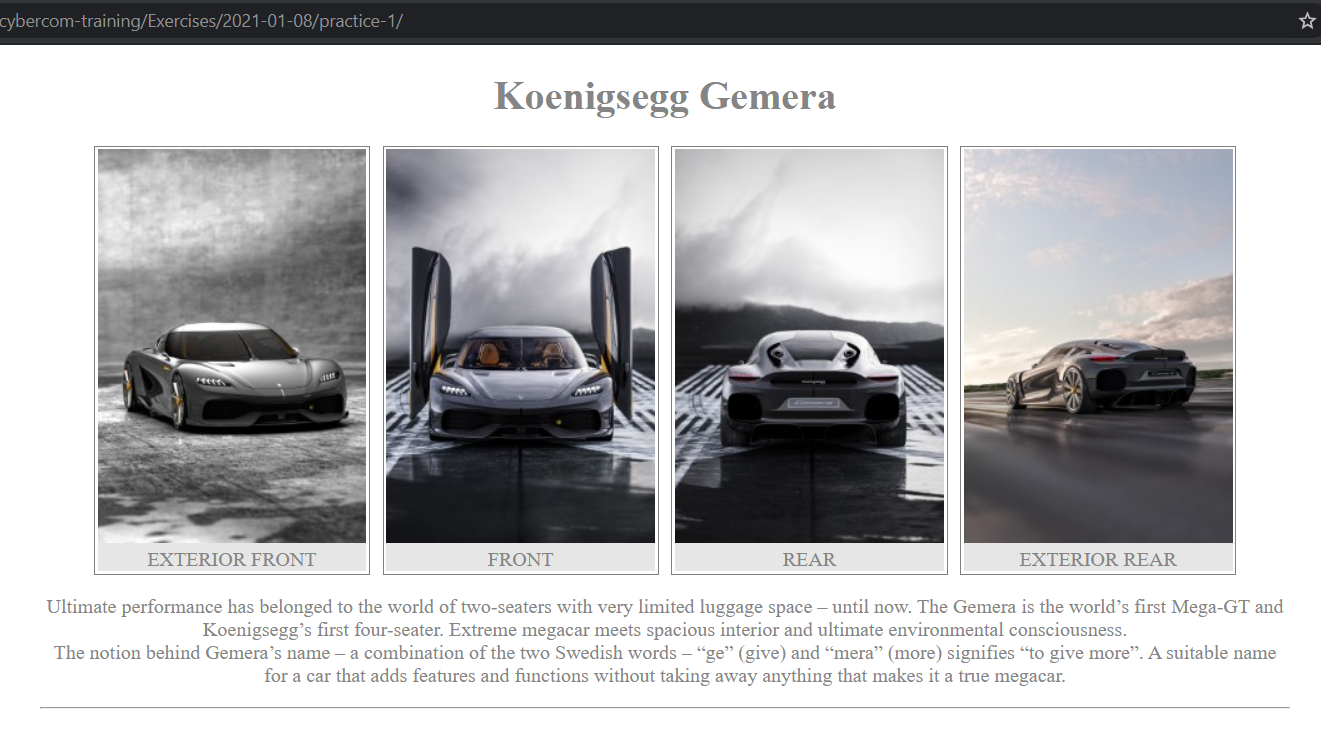 cybercom-training/Exercises/2021-01-08/practice-1/
Koenigsegg Gemera
EXTERIOR FRONT
FRONT
REAR
EXTERIOR REAR
Ultimate performance has belonged to the world of two-seaters with very limited luggage space – until now. The Gemera is the world’s first Mega-GT and
Koenigsegg’s first four-seater. Extreme megacar meets spacious interior and ultimate environmental consciousness.
The notion behind Gemera’s name – a combination of the two Swedish words – “ge” (give) and “mera” (more) signifies “to give more”. A suitable name
for a car that adds features and functions without taking away anything that makes it a true megacar.